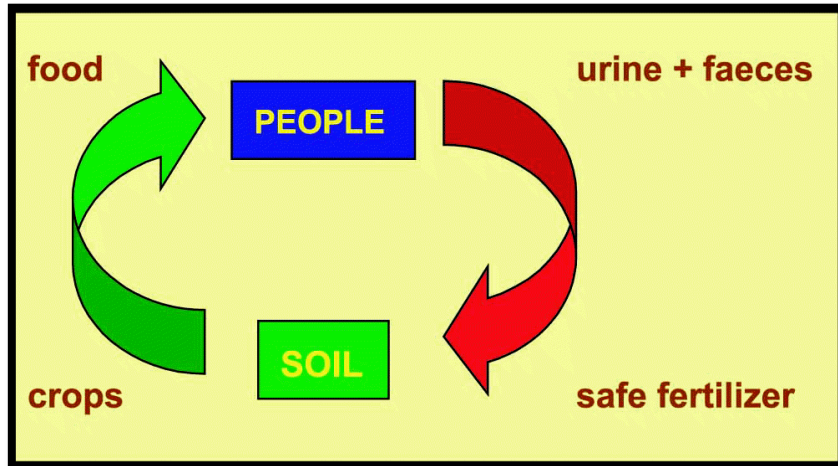 food
urine + faeces
PEOPLE
SOIL
crops
safe fertilizer